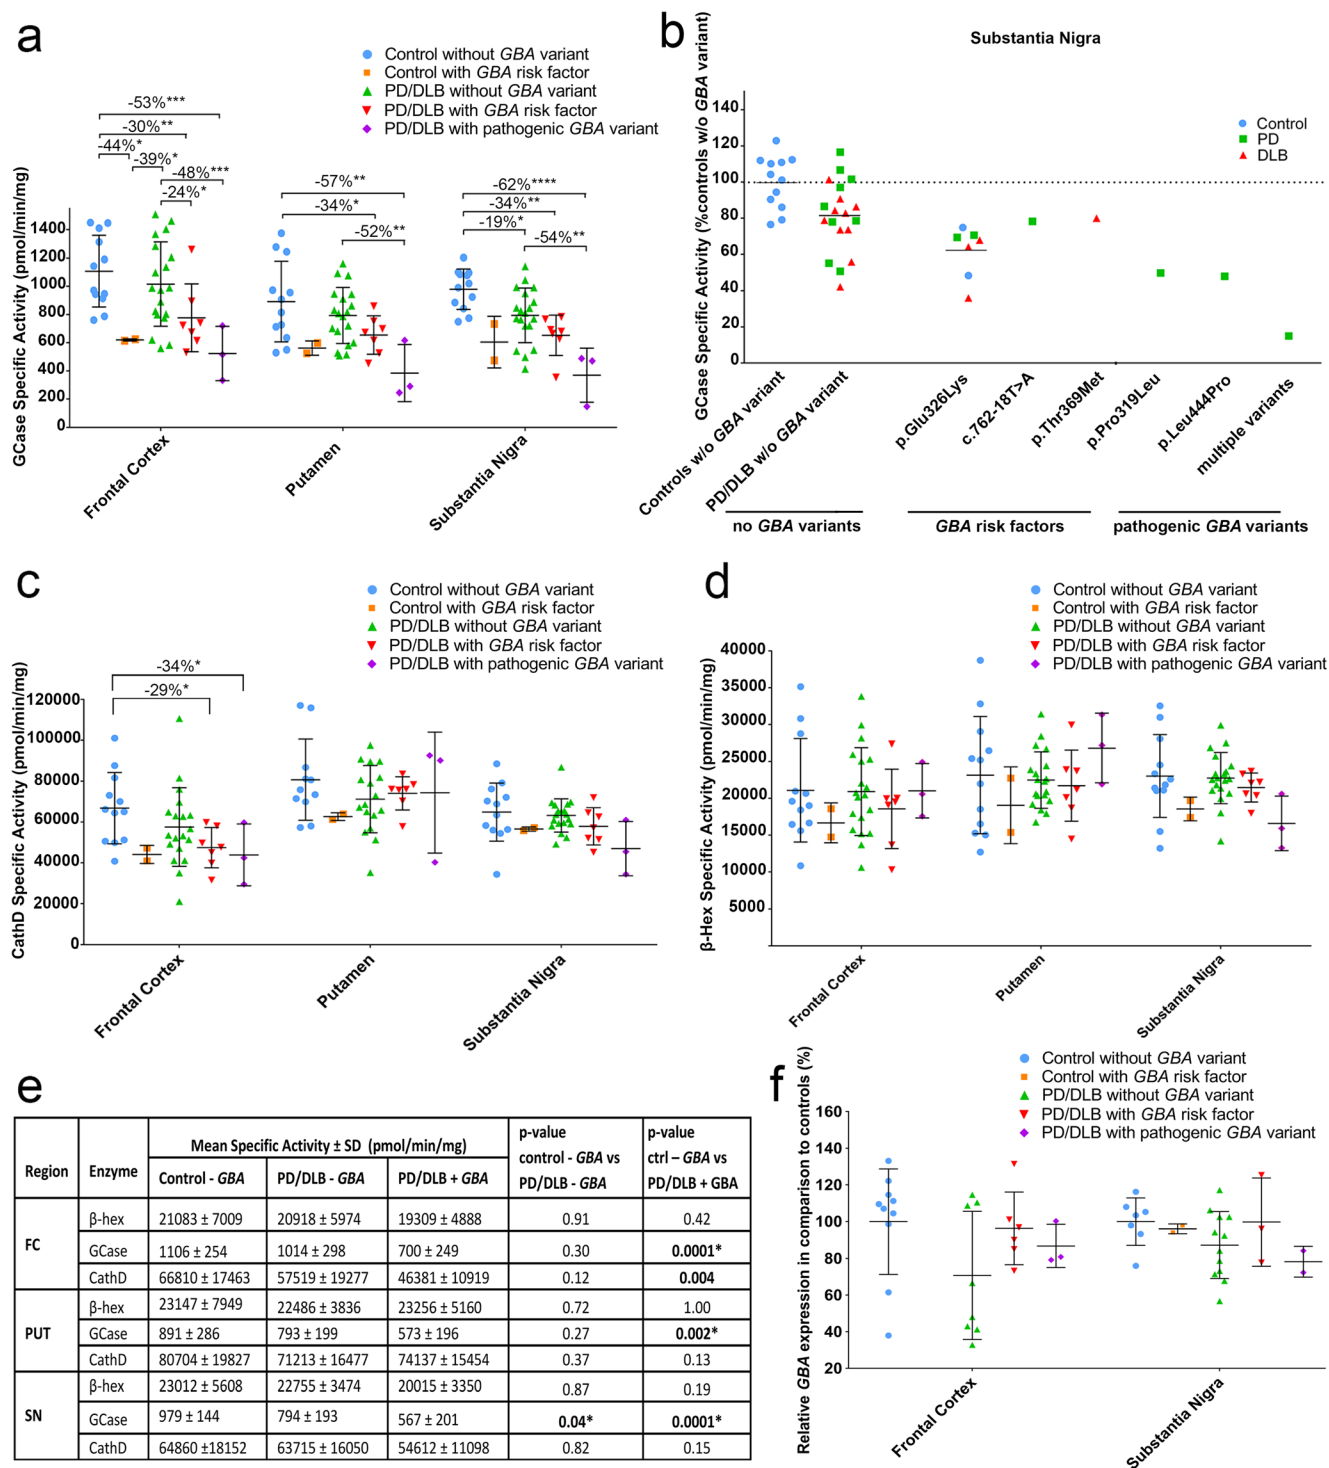 a
Control without GBA variant
Control with GBA risk factor
PD/DLB without GBA variant
PD/DLB with GBA risk factor
PD/DLB with pathogenic GBA variant
-53%***
-30%**
-44%*
-39%*
-48%***
-24%*
-57%**
-34%*
-52%**
-62%****
-34%**
-19%*
-54%**
GCase Specific Activity (pmol/min/mg)
1400
1200
1000
800
600
400
200
0
Frontal Cortex
Putamen
Substantia Nigra
b
Substantia Nigra
Control
PD
DLB
GCase Specific Activity (%controls w/o GBA variant)
140
120
100
80
60
40
20
0
Controls w/o GBA variant
PD/DLB w/o GBA variant
p.Glu326Lys
c.762-18T>A
p.Thr369Met
p.Pro319Leu
p.Leu444Pro
multiple variants
no GBA variants
GBA risk factors
pathogenic GBA variants
c
Control without GBA variant
Control with GBA risk factor
PD/DLB without GBA variant
PD/DLB with GBA risk factor
PD/DLB with pathogenic GBA variant
-34%*
-29%*
CathD Specific Activity (pmol/min/mg)
120000
100000
80000
60000
40000
20000
0
Frontal Cortex
Putamen
Substantia Nigra
d
Control without GBA variant
Control with GBA risk factor
PD/DLB without GBA variant
PD/DLB with GBA risk factor
PD/DLB with pathogenic GBA variant
β-Hex Specific Activity (pmol/min/mg)
40000
35000
30000
25000
20000
15000
10000
5000
Frontal Cortex
Putamen
Substantia Nigra
e
Region Enzyme Mean Specific Activity ± SD (pmol/min/mg) p-value control - GBA vs PD/DLB - GBA p-value ctrl – GBA vs PD/DLB + GBA
Control - GBA PD/DLB - GBA PD/DLB + GBA
FC β-hex 21083 ± 7009 20918 ± 5974 19309 ± 4888 0.91 0.42
GCase 1106 ± 254 1014 ± 298 700 ± 249 0.30 0.0001*
CathD 66810 ± 17463 57519 ± 19277 46381 ± 10919 0.12 0.004
PUT β-hex 23147 ± 7949 22486 ± 3836 23256 ± 5160 0.72 1.00
GCase 891 ± 286 793 ± 199 573 ± 196 0.27 0.002*
CathD 80704 ± 19827 71213 ± 16477 74137 ± 15454 0.37 0.13
SN β-hex 23012 ± 5608 22755 ± 3474 20015 ± 3350 0.87 0.19
GCase 979 ± 144 794 ± 193 567 ± 201 0.04* 0.0001*
CathD 64860 ±18152 63715 ± 16050 54612 ± 11098 0.82 0.15
f
Control without GBA variant
Control with GBA risk factor
PD/DLB without GBA variant
PD/DLB with GBA risk factor
PD/DLB with pathogenic GBA variant
Relative GBA expression in comparison to controls (%)
160
140
120
100
80
60
40
20
Frontal Cortex
Substantia Nigra